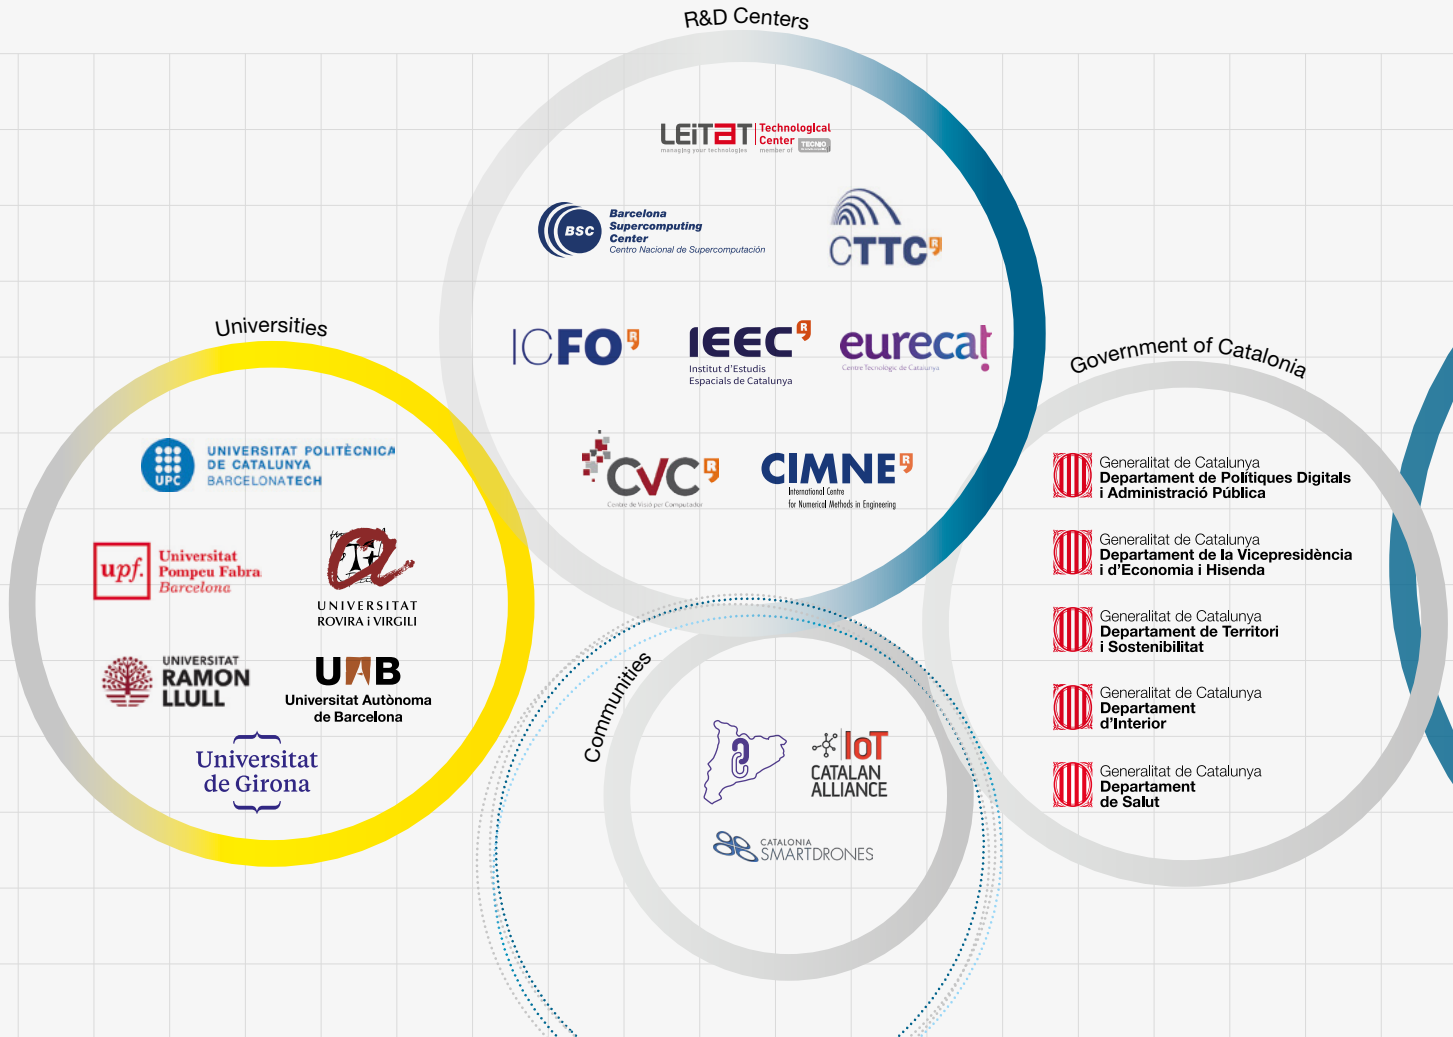 R&D Centers
LEITAT
managing your technologies
Technological
Center
member of TECNIO
BSC
Barcelona
Supercomputing
Center
Centro Nacional de Supercomputación
CTTC R
ICFO R
IEEC R
Institut d'Estudis
Espacials de Catalunya
eurecat
Centre Tecnològic de Catalunya
CVC R
Centre de Visió per Computador
CIMNE R
International Centre
for Numerical Methods in Engineering
Universities
UPC
UNIVERSITAT POLITÈCNICA
DE CATALUNYA
BARCELONATECH
upf.
Universitat
Pompeu Fabra
Barcelona
UNIVERSITAT
ROVIRA i VIRGILI
UNIVERSITAT
RAMON
LLULL
UAB
Universitat Autònoma
de Barcelona
Universitat
de Girona
Communities
IoT
CATALAN
ALLIANCE
CATALONIA
SMARTDRONES
Government of Catalonia
Generalitat de Catalunya
Departament de Polítiques Digitals
i Administració Pública
Generalitat de Catalunya
Departament de la Vicepresidència
i d'Economia i Hisenda
Generalitat de Catalunya
Departament de Territori
i Sostenibilitat
Generalitat de Catalunya
Departament
d'Interior
Generalitat de Catalunya
Departament
de Salut